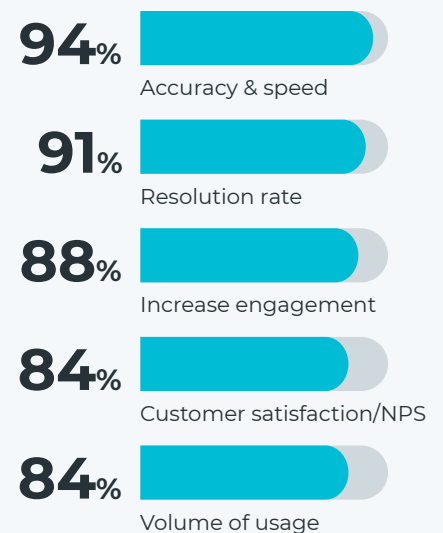 94%
Accuracy & speed
91%
Resolution rate
88%
Increase engagement
84%
Customer satisfaction/NPS
84%
Volume of usage